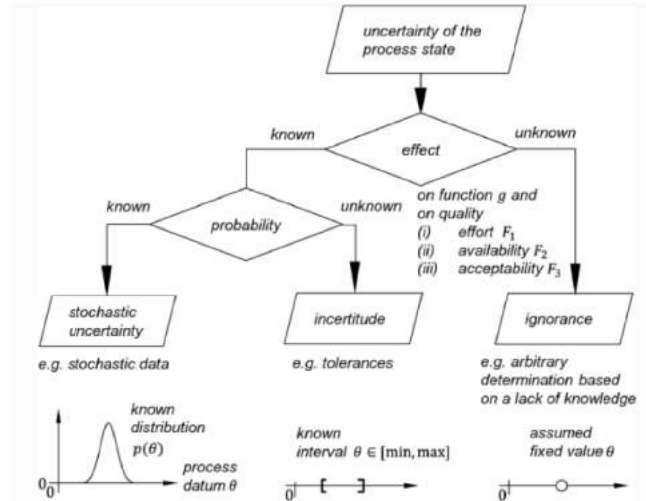 uncertainty of the
process state
known
unknown
effect
known
probability
unknown
on function g and
on quality
(i) effort F₁
(ii) availability F₂
(iii) acceptability F₃
stochastic
uncertainty
incertitude
ignorance
e.g. stochastic data
e.g. tolerances
e.g. arbitrary
determination based
on a lack of knowledge
known
distribution
p(θ)
process
datum θ
0
0
known
interval θ ∈ [min, max]
0
assumed
fixed value θ
0